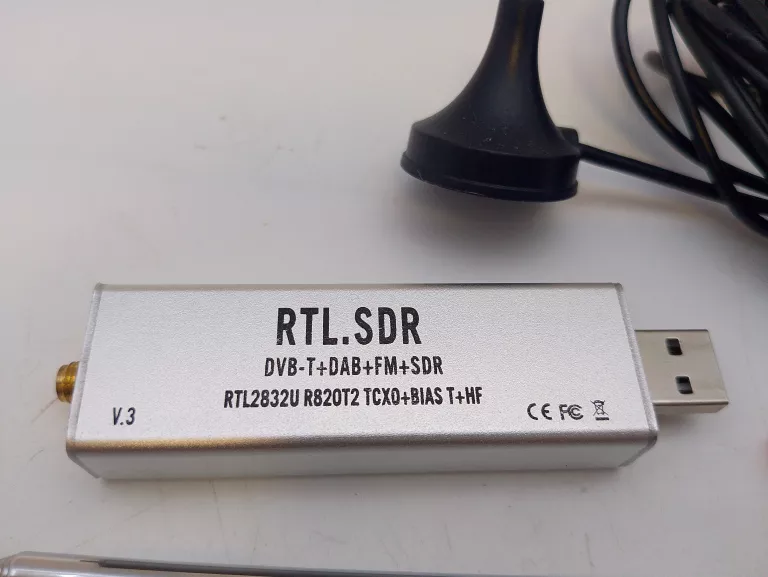 RTL.SDR
DVB-T+DAB+FM+SDR
RTL2832U R820T2 TCXO+BIAS T+HF
V.3
CE FC